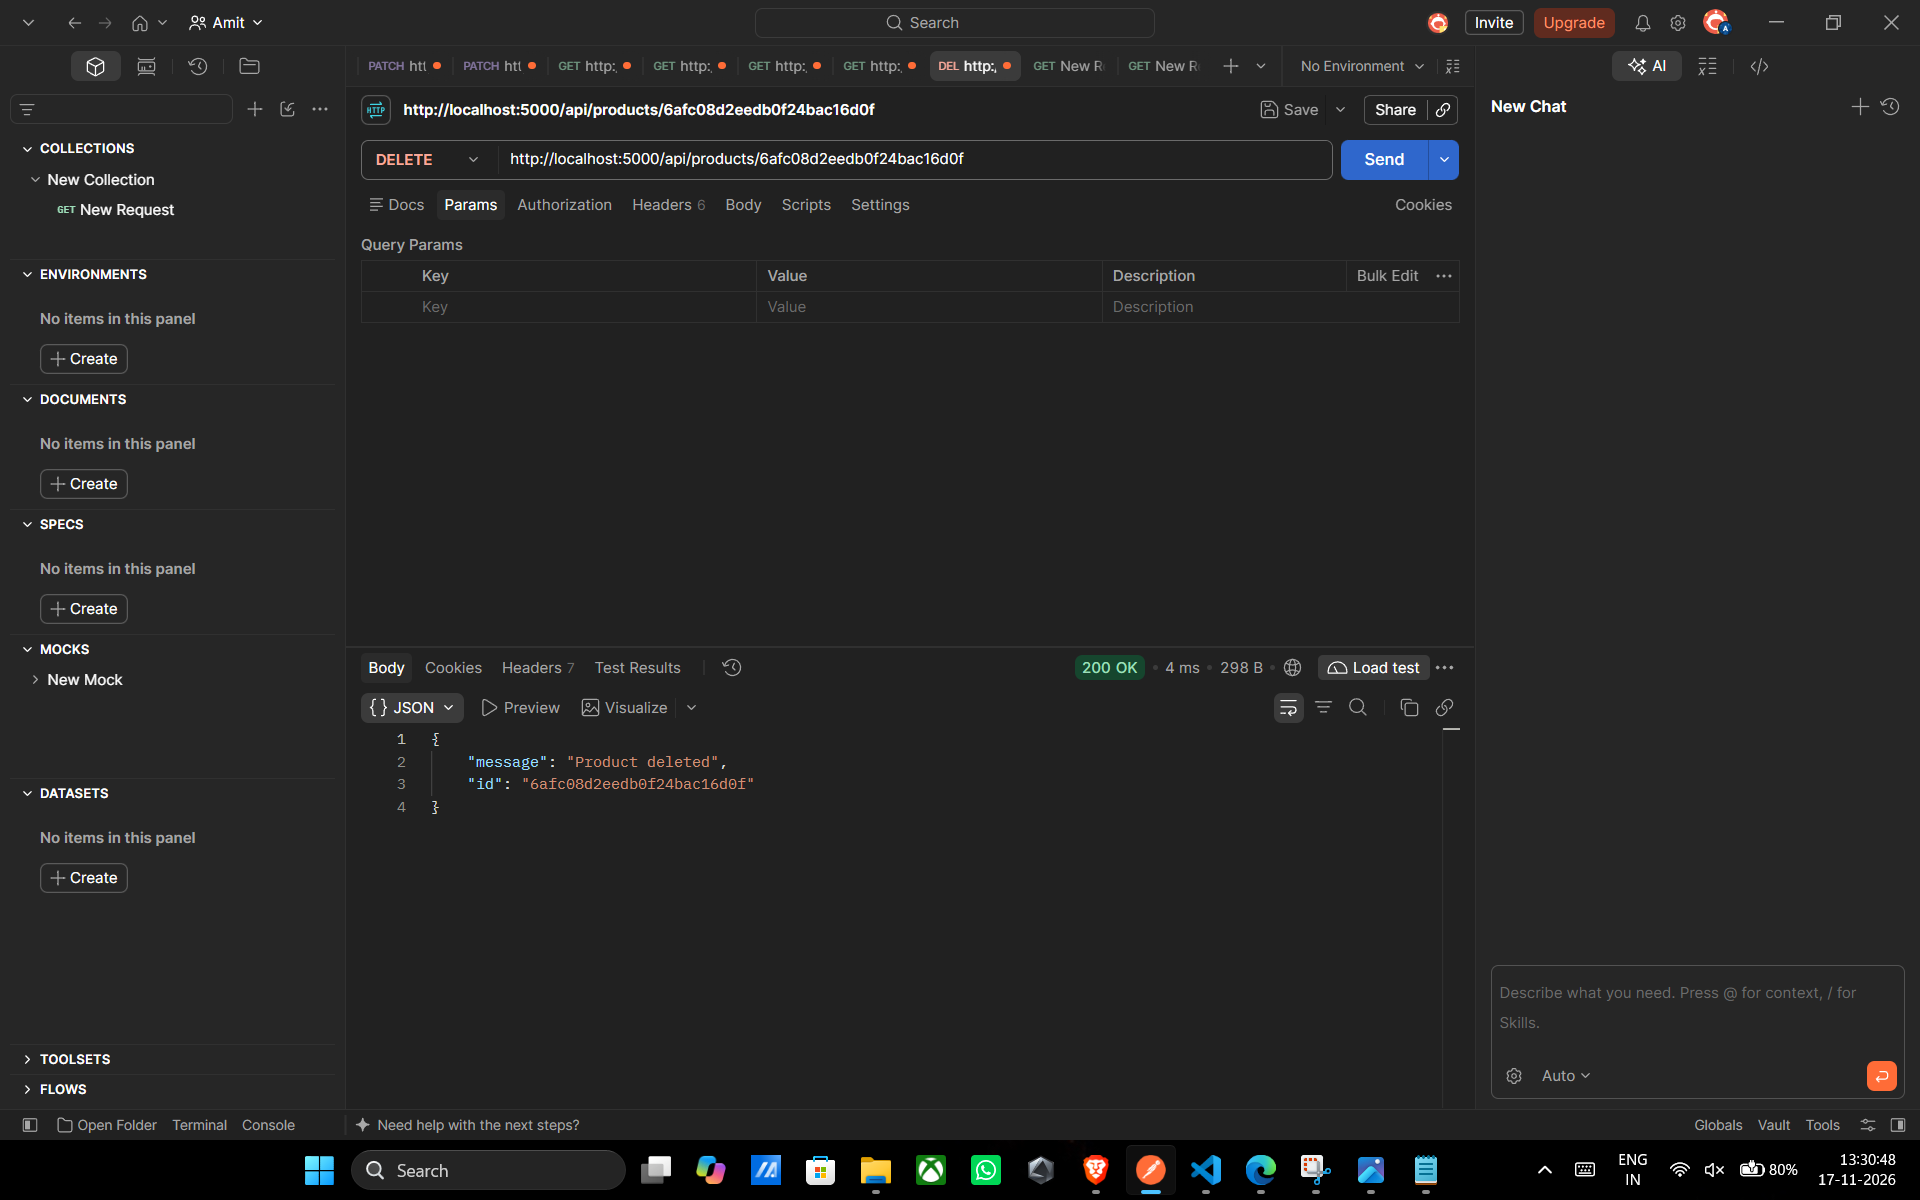 Amit
Search
Invite
Upgrade
PATCH htt
PATCH htt
GET http:/
GET http:/
GET http:/
GET http:/
DEL http:/
GET New R
GET New R
No Environment
AI
HTTP
http://localhost:5000/api/products/6afc08d2eedb0f24bac16d0f
Save
Share
New Chat
COLLECTIONS
New Collection
GET New Request
DELETE
http://localhost:5000/api/products/6afc08d2eedb0f24bac16d0f
Send
Docs
Params
Authorization
Headers 6
Body
Scripts
Settings
Cookies
Query Params
Key
Value
Description
Bulk Edit
Key
Value
Description
ENVIRONMENTS
No items in this panel
Create
DOCUMENTS
No items in this panel
Create
SPECS
No items in this panel
Create
MOCKS
New Mock
DATASETS
No items in this panel
Create
TOOLSETS
FLOWS
Body
Cookies
Headers 7
Test Results
200 OK
4 ms
298 B
Load test
{ } JSON
Preview
Visualize
1 {
2 "message": "Product deleted",
3 "id": "6afc08d2eedb0f24bac16d0f"
4 }
Describe what you need. Press @ for context, / for
Skills.
Auto
Open Folder
Terminal
Console
Need help with the next steps?
Globals
Vault
Tools
Search
ENG
IN
80%
13:30:48
17-11-2026